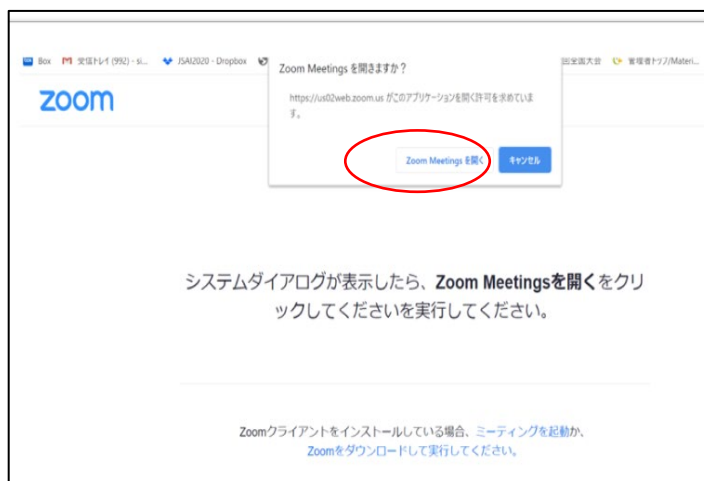 Box 受信トレイ (992) - si... JSAI2020 - Dropbox 回全国大会 管理者トップ/Materi...
zoom
Zoom Meetings を開きますか？
https://us02web.zoom.us がこのアプリケーションを開く許可を求めていま
す。
Zoom Meetings を開く キャンセル
システムダイアログが表示したら、Zoom Meetingsを開くをクリ
ックしてくださいを実行してください。
Zoomクライアントをインストールしている場合、ミーティングを起動か、
Zoomをダウンロードして実行してください。